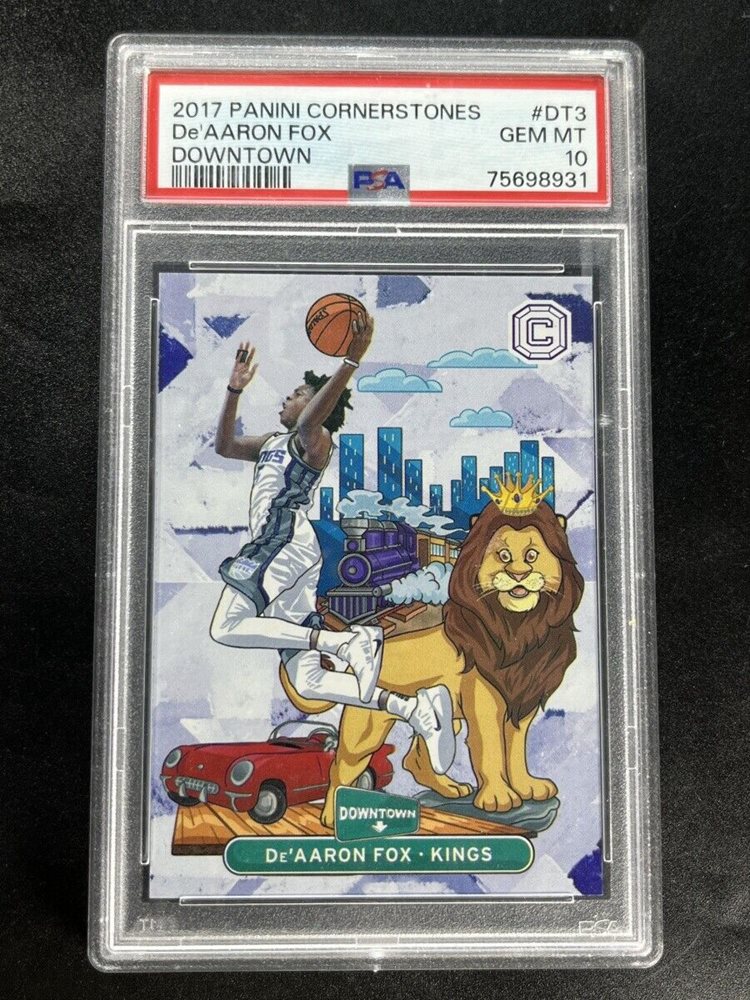 2017 PANINI CORNERSTONES #DT3
De'AARON FOX GEM MT
DOWNTOWN 10
PSA 75698931
C
DOWNTOWN
DE'AARON FOX · KINGS